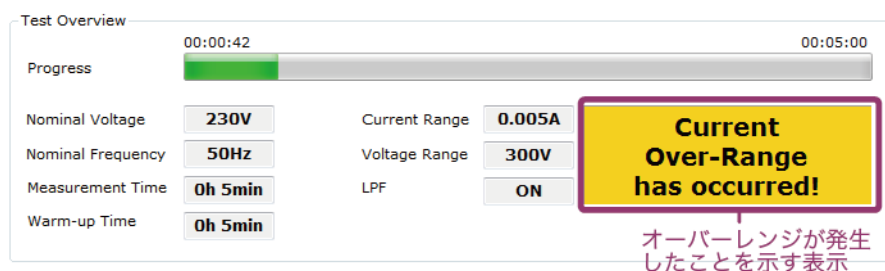 Test Overview
00:00:42 00:05:00
Progress
Nominal Voltage 230V Current Range 0.005A
Nominal Frequency 50Hz Voltage Range 300V
Measurement Time 0h 5min LPF ON
Warm-up Time 0h 5min
Current
Over-Range
has occurred!
オーバーレンジが発生
したことを示す表示